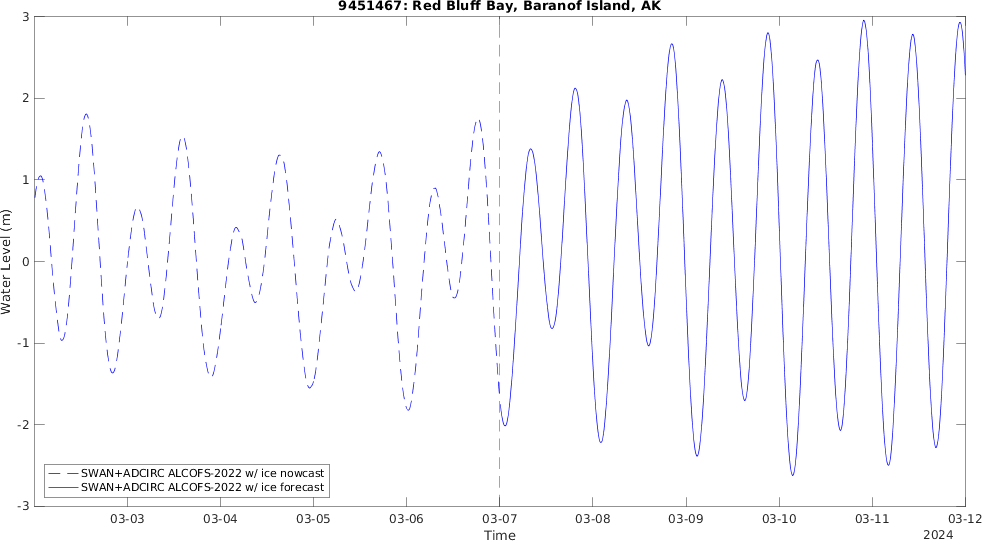 9451467: Red Bluff Bay, Baranof Island, AK
Water Level (m)
3
2
1
0
-1
-2
-3
SWAN+ADCIRC ALCOFS-2022 w/ ice nowcast
SWAN+ADCIRC ALCOFS-2022 w/ ice forecast
03-03 03-04 03-05 03-06 03-07 03-08 03-09 03-10 03-11 03-12
Time
2024